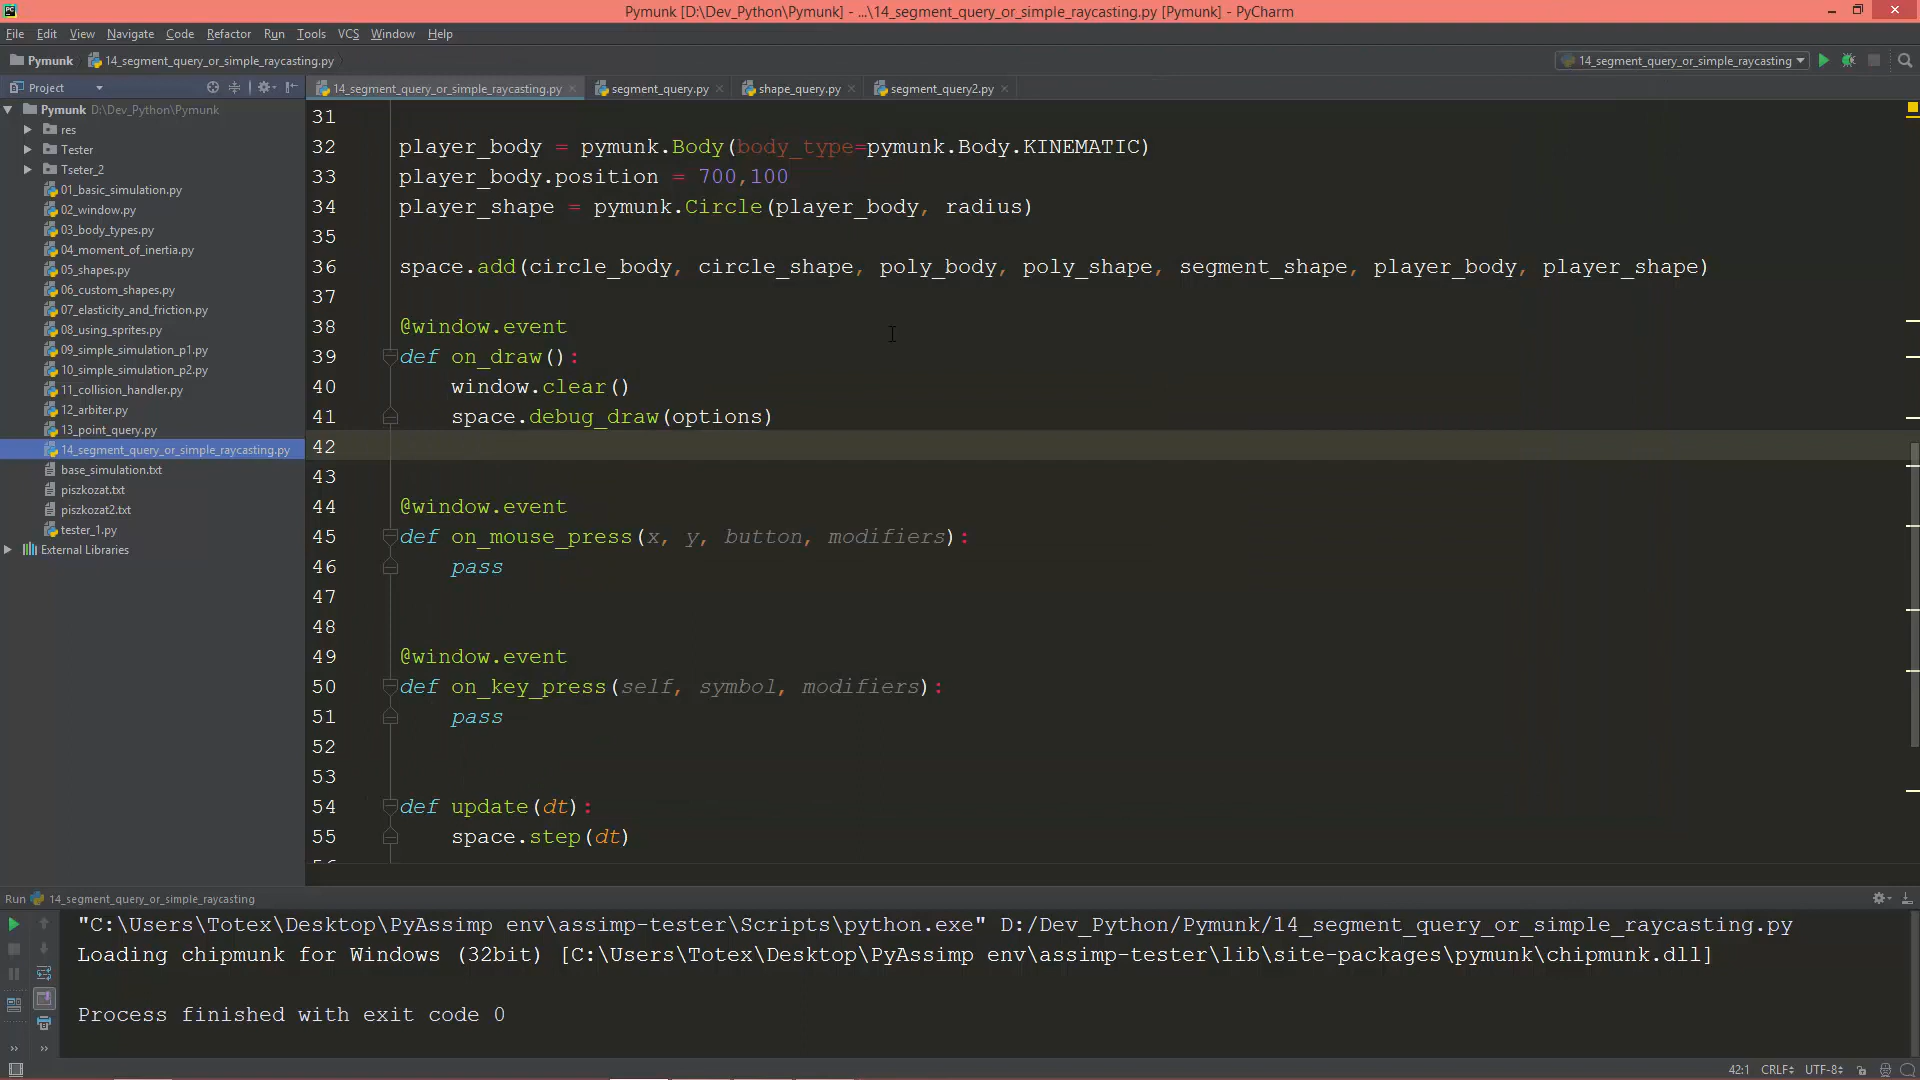 Pymunk [D:\Dev_Python\Pymunk] - ...\14_segment_query_or_simple_raycasting.py [Pymunk] - PyCharm
File Edit View Navigate Code Refactor Run Tools VCS Window Help
Pymunk 14_segment_query_or_simple_raycasting.py 14_segment_query_or_simple_raycasting
Project 14_segment_query_or_simple_raycasting.py segment_query.py shape_query.py segment_query2.py
Pymunk D:\Dev_Python\Pymunk
res
Tester
Tseter_2
01_basic_simulation.py
02_window.py
03_body_types.py
04_moment_of_inertia.py
05_shapes.py
06_custom_shapes.py
07_elasticity_and_friction.py
08_using_sprites.py
09_simple_simulation_p1.py
10_simple_simulation_p2.py
11_collision_handler.py
12_arbiter.py
13_point_query.py
14_segment_query_or_simple_raycasting.py
base_simulation.txt
piszkozat.txt
piszkozat2.txt
tester_1.py
External Libraries
31
32 player_body = pymunk.Body(body_type=pymunk.Body.KINEMATIC)
33 player_body.position = 700,100
34 player_shape = pymunk.Circle(player_body, radius)
35
36 space.add(circle_body, circle_shape, poly_body, poly_shape, segment_shape, player_body, player_shape)
37
38 @window.event
39 def on_draw():
40 window.clear()
41 space.debug_draw(options)
42
43
44 @window.event
45 def on_mouse_press(x, y, button, modifiers):
46 pass
47
48
49 @window.event
50 def on_key_press(self, symbol, modifiers):
51 pass
52
53
54 def update(dt):
55 space.step(dt)
Run 14_segment_query_or_simple_raycasting
"C:\Users\Totex\Desktop\PyAssimp env\assimp-tester\Scripts\python.exe" D:/Dev_Python/Pymunk/14_segment_query_or_simple_raycasting.py
Loading chipmunk for Windows (32bit) [C:\Users\Totex\Desktop\PyAssimp env\assimp-tester\lib\site-packages\pymunk\chipmunk.dll]
Process finished with exit code 0
42:1 CRLF UTF-8